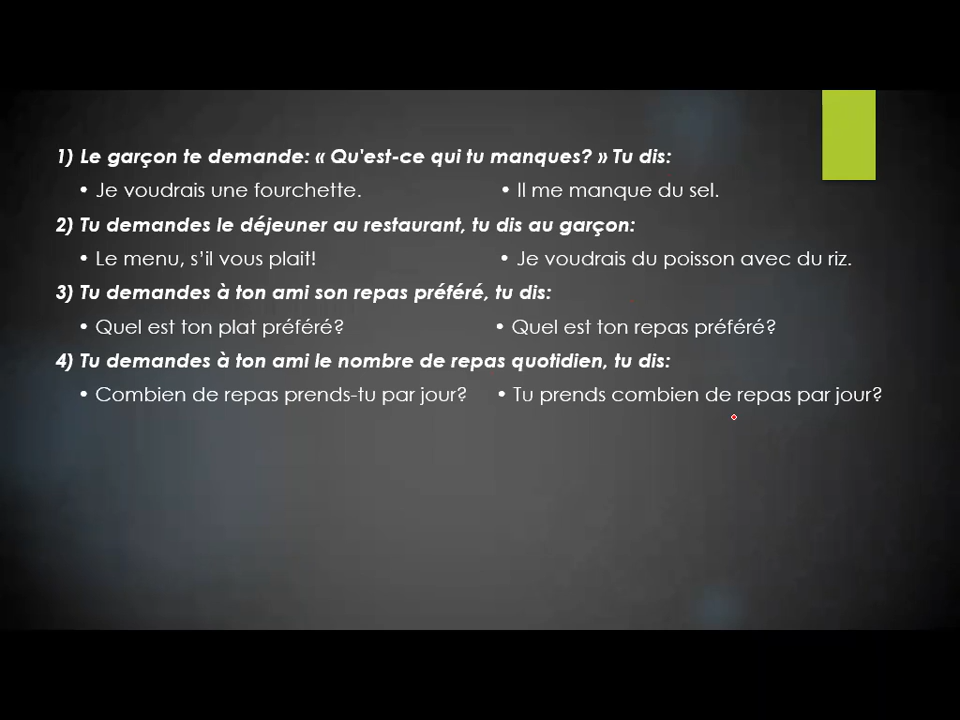 1) Le garçon te demande: « Qu'est-ce qui tu manques? » Tu dis:
• Je voudrais une fourchette. • Il me manque du sel.
2) Tu demandes le déjeuner au restaurant, tu dis au garçon:
• Le menu, s’il vous plait! • Je voudrais du poisson avec du riz.
3) Tu demandes à ton ami son repas préféré, tu dis:
• Quel est ton plat préféré? • Quel est ton repas préféré?
4) Tu demandes à ton ami le nombre de repas quotidien, tu dis:
• Combien de repas prends-tu par jour? • Tu prends combien de repas par jour?